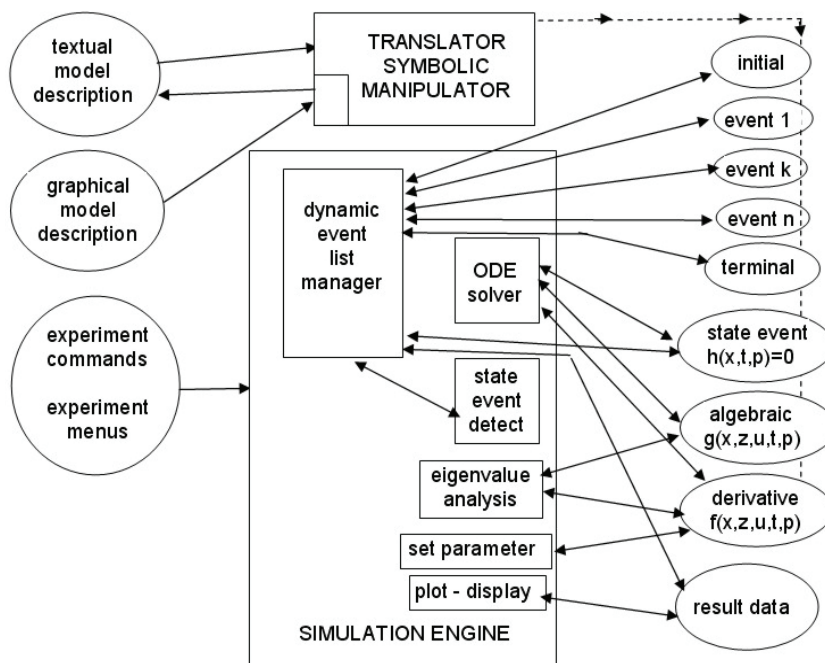 textual
model
description
TRANSLATOR
SYMBOLIC
MANIPULATOR
initial
event 1
event k
event n
terminal
graphical
model
description
dynamic
event
list
manager
ODE
solver
state event
h(x,t,p)=0
experiment
commands
experiment
menus
state
event
detect
algebraic
g(x,z,u,t,p)
eigenvalue
analysis
derivative
f(x,z,u,t,p)
set parameter
plot - display
result data
SIMULATION ENGINE